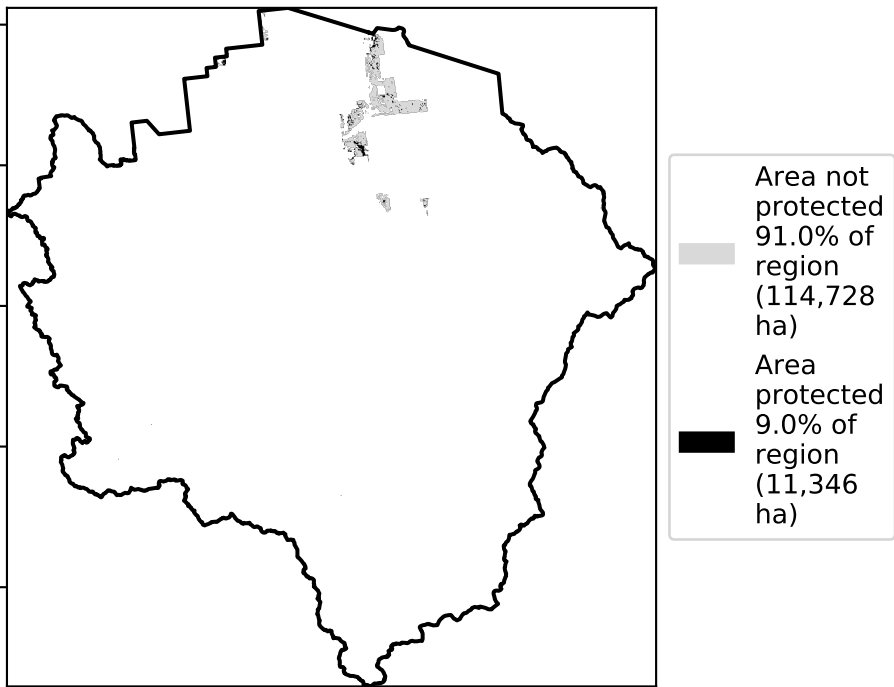 Area not
protected
91.0% of
region
(114,728
ha)
Area
protected
9.0% of
region
(11,346
ha)